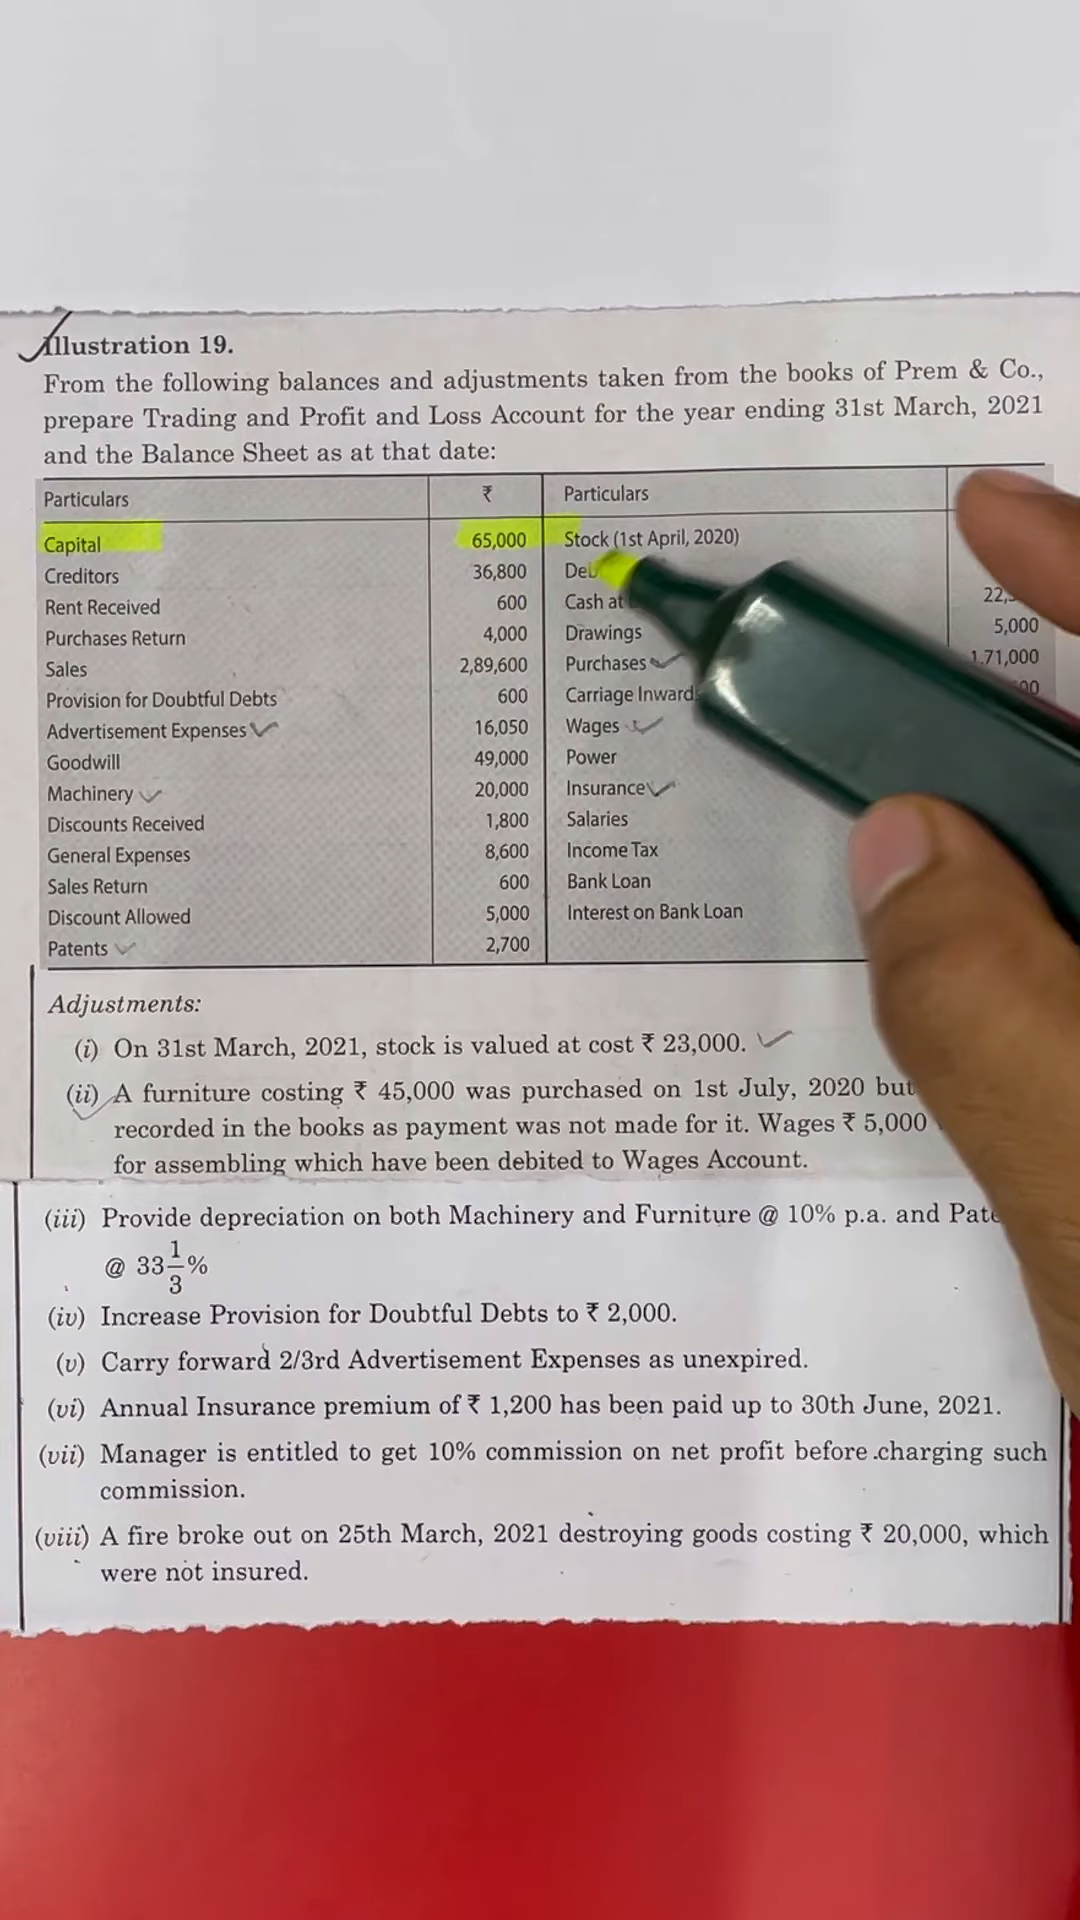 Illustration 19.
From the following balances and adjustments taken from the books of Prem & Co.,
prepare Trading and Profit and Loss Account for the year ending 31st March, 2021
and the Balance Sheet as at that date:
Particulars ₹ Particulars
Capital 65,000 Stock (1st April, 2020)
Creditors 36,800
Rent Received 600 Cash at
Purchases Return 4,000 Drawings 5,000
Sales 2,89,600 Purchases 1,71,000
Provision for Doubtful Debts 600 Carriage Inwards
Advertisement Expenses 16,050 Wages
Goodwill 49,000 Power
Machinery 20,000 Insurance
Discounts Received 1,800 Salaries
General Expenses 8,600 Income Tax
Sales Return 600 Bank Loan
Discount Allowed 5,000 Interest on Bank Loan
Patents 2,700
Adjustments:
(i) On 31st March, 2021, stock is valued at cost ₹ 23,000.
(ii) A furniture costing ₹ 45,000 was purchased on 1st July, 2020 but
recorded in the books as payment was not made for it. Wages ₹ 5,000
for assembling which have been debited to Wages Account.
(iii) Provide depreciation on both Machinery and Furniture @ 10% p.a. and
@ 33 1/3%
(iv) Increase Provision for Doubtful Debts to ₹ 2,000.
(v) Carry forward 2/3rd Advertisement Expenses as unexpired.
(vi) Annual Insurance premium of ₹ 1,200 has been paid up to 30th June, 2021.
(vii) Manager is entitled to get 10% commission on net profit before charging such
commission.
(viii) A fire broke out on 25th March, 2021 destroying goods costing ₹ 20,000, which
were not insured.